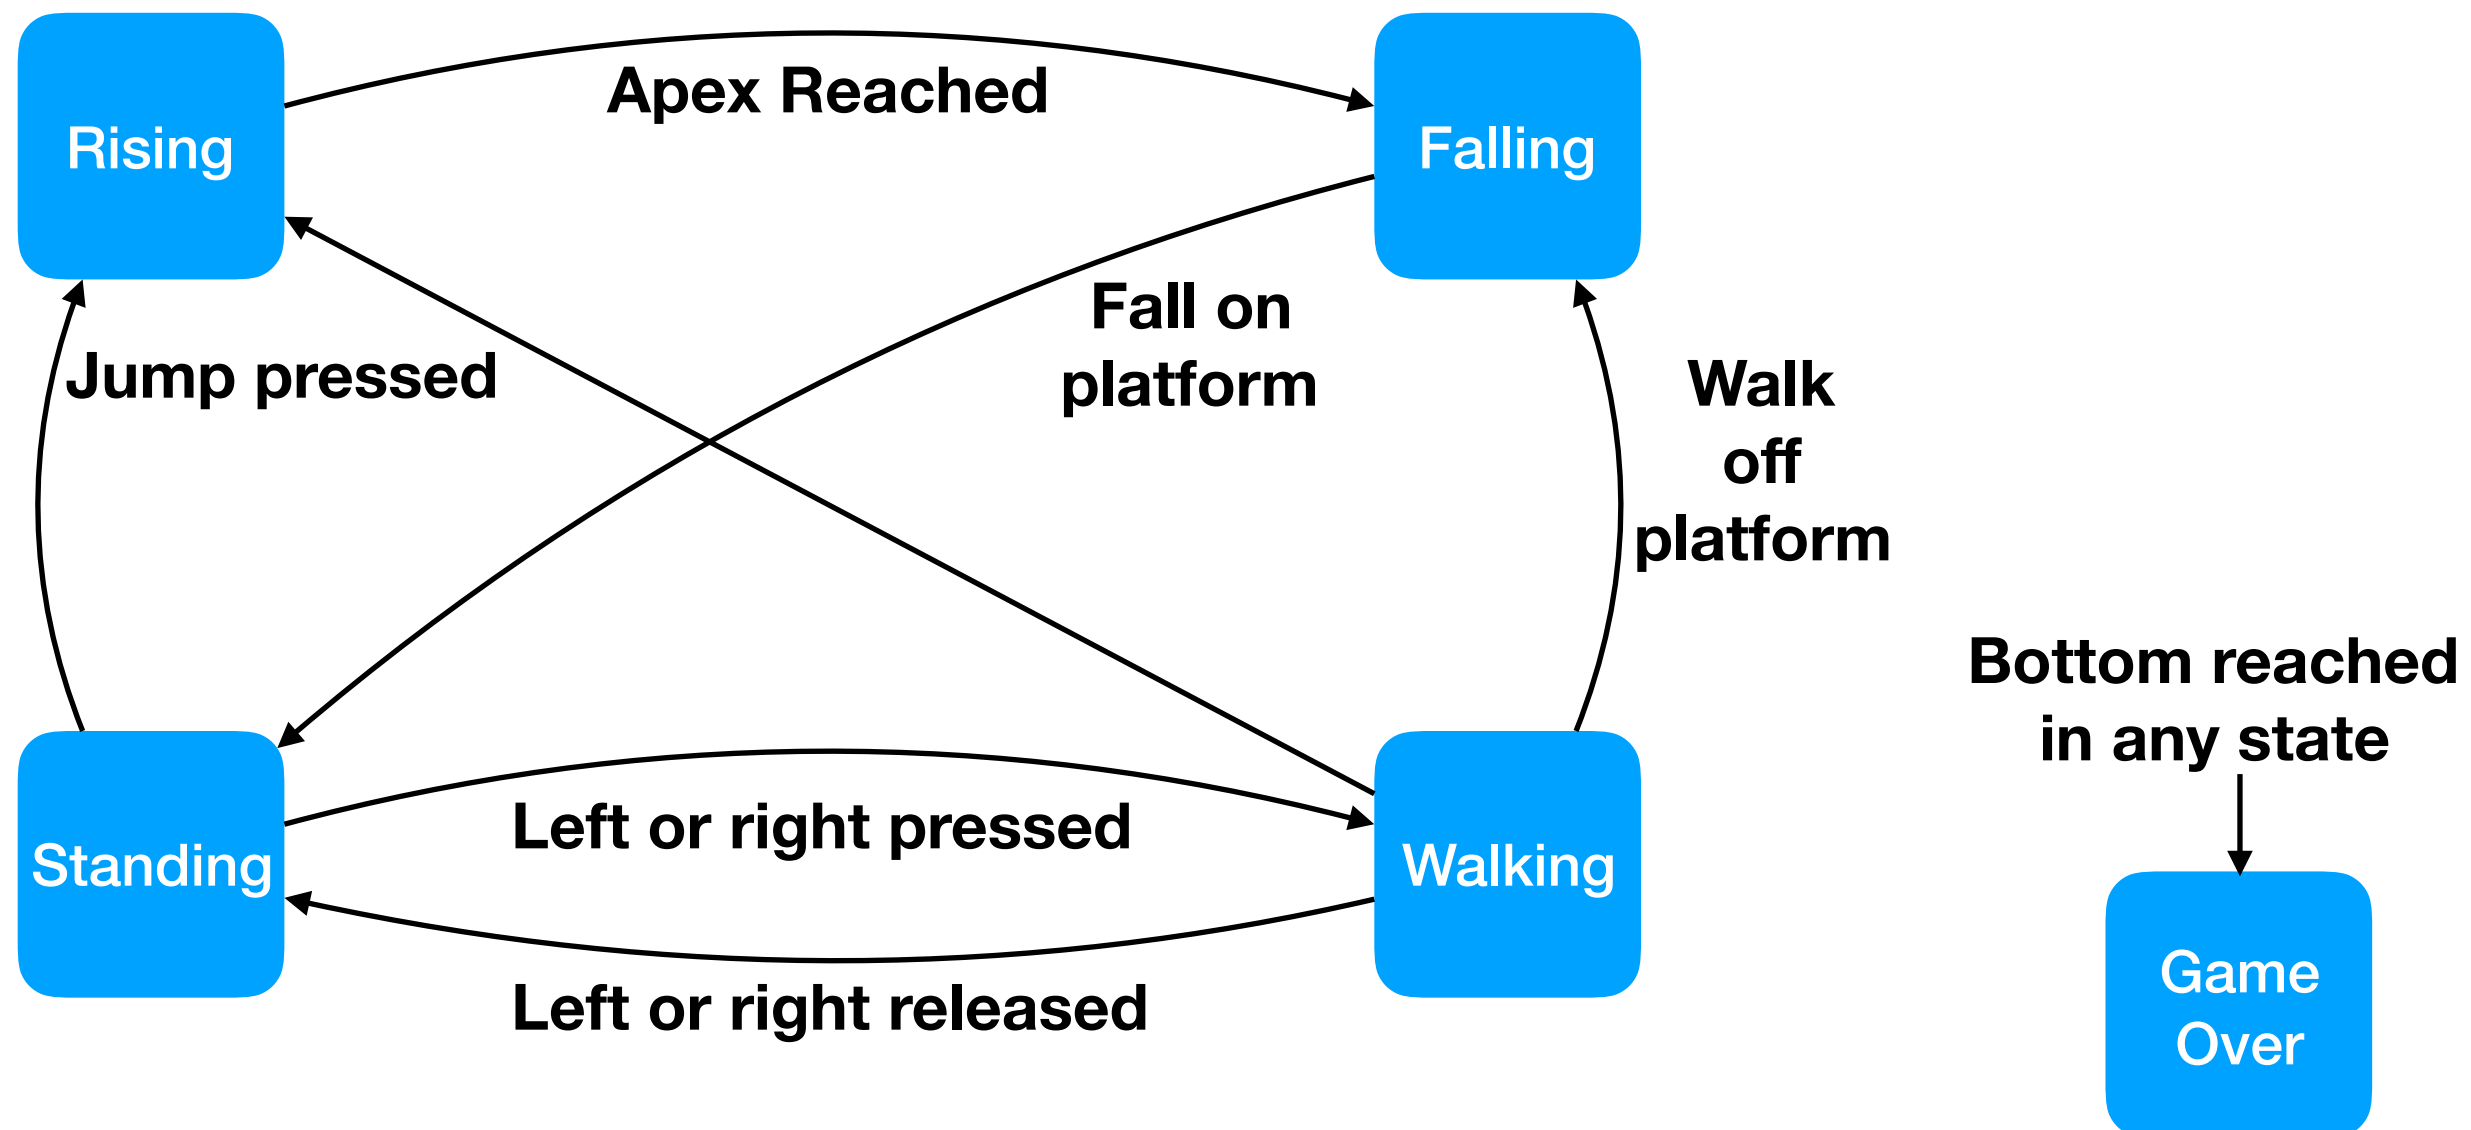 Apex Reached
Rising
Falling
Fall on
platform
Jump pressed
Walk
off
platform
Bottom reached
in any state
Left or right pressed
Standing
Walking
Left or right released
Game
Over